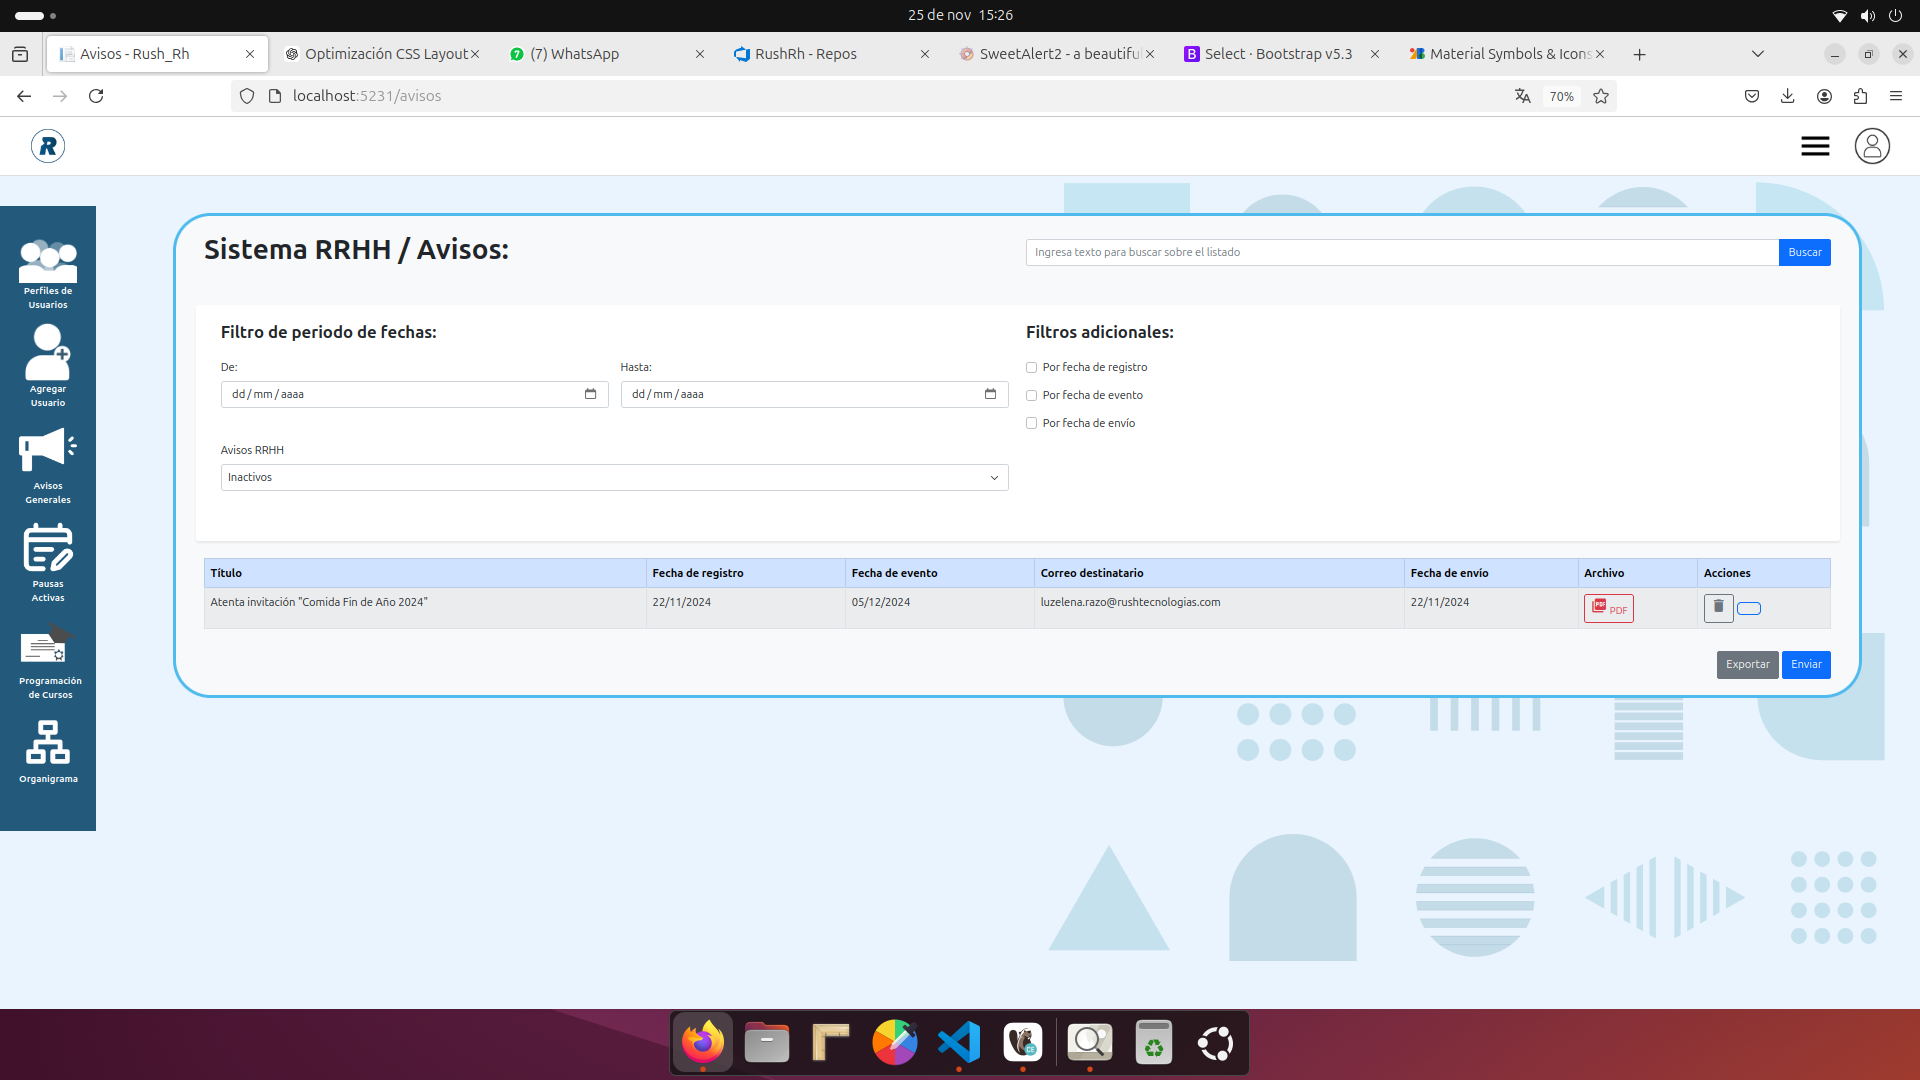 25 de nov 15:26
Avisos - Rush_Rh
Optimización CSS Layout
(7) WhatsApp
RushRh - Repos
SweetAlert2 - a beautiful
Select · Bootstrap v5.3
Material Symbols & Icons
localhost:5231/avisos
70%
R
Sistema RRHH / Avisos:
Ingresa texto para buscar sobre el listado
Buscar
Perfiles de
Usuarios
Agregar
Usuario
Avisos
Generales
Pausas
Activas
Programación
de Cursos
Organigrama
Filtro de periodo de fechas:
De:
Hasta:
dd/mm/aaaa
dd/mm/aaaa
Avisos RRHH
Inactivos
Filtros adicionales:
Por fecha de registro
Por fecha de evento
Por fecha de envío
Título Fecha de registro Fecha de evento Correo destinatario Fecha de envío Archivo Acciones
Atenta invitación "Comida Fin de Año 2024" 22/11/2024 05/12/2024 luzelena.razo@rushtecnologias.com 22/11/2024 PDF PDF
Exportar
Enviar